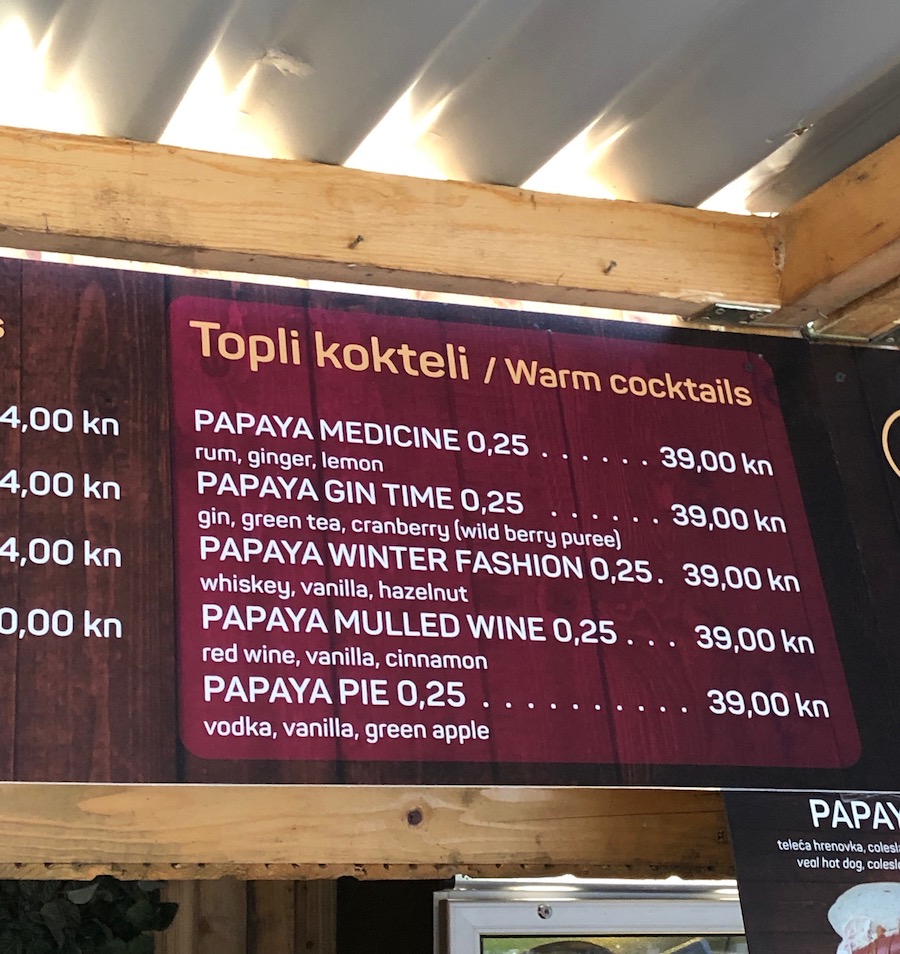 Topli kokteli / Warm cocktails
PAPAYA MEDICINE 0,25 . . . . . . 39,00 kn
rum, ginger, lemon
PAPAYA GIN TIME 0,25 . . . . . . 39,00 kn
gin, green tea, cranberry (wild berry puree)
PAPAYA WINTER FASHION 0,25. 39,00 kn
whiskey, vanilla, hazelnut
PAPAYA MULLED WINE 0,25 . . . 39,00 kn
red wine, vanilla, cinnamon
PAPAYA PIE 0,25 . . . . . . . . . . . 39,00 kn
vodka, vanilla, green apple
4,00 kn
4,00 kn
4,00 kn
0,00 kn
teleća hrenovka,
veal hot dog,